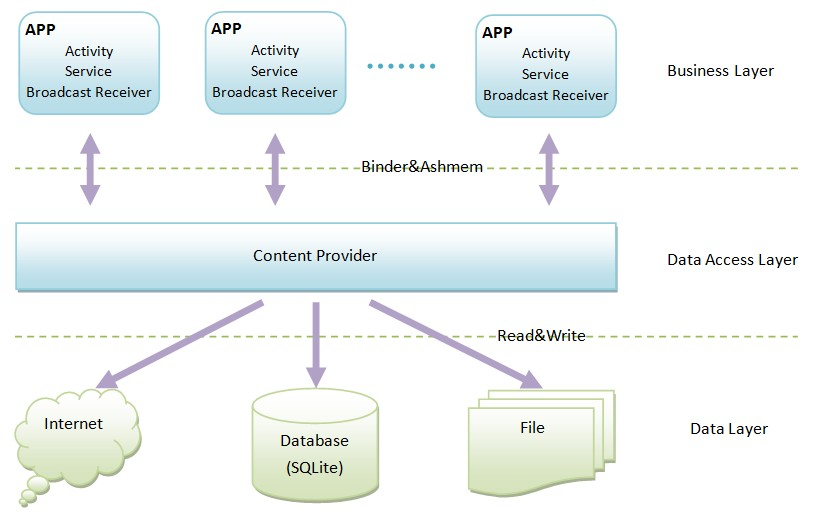 APP
Activity
Service
Broadcast Receiver
APP
Activity
Service
Broadcast Receiver
APP
Activity
Service
Broadcast Receiver
Business Layer
Binder&Ashmem
Content Provider
Data Access Layer
Read&Write
Internet
Database
(SQLite)
File
Data Layer